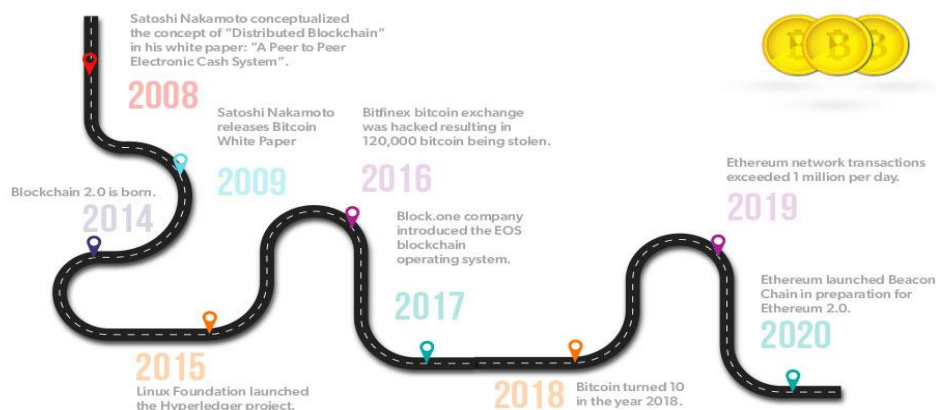 Satoshi Nakamoto conceptualized
the concept of "Distributed Blockchain"
in his white paper: "A Peer to Peer
Electronic Cash System".
2008
Satoshi Nakamoto
releases Bitcoin
White Paper
2009
Blockchain 2.0 is born.
2014
2015
Linux Foundation launched
the Hyperledger project.
Bitfinex bitcoin exchange
was hacked resulting in
120,000 bitcoin being stolen.
2016
Block.one company
introduced the EOS
blockchain
operating system.
2017
2018
Bitcoin turned 10
in the year 2018.
Ethereum network transactions
exceeded 1 million per day.
2019
Ethereum launched Beacon
Chain in preparation for
Ethereum 2.0.
2020